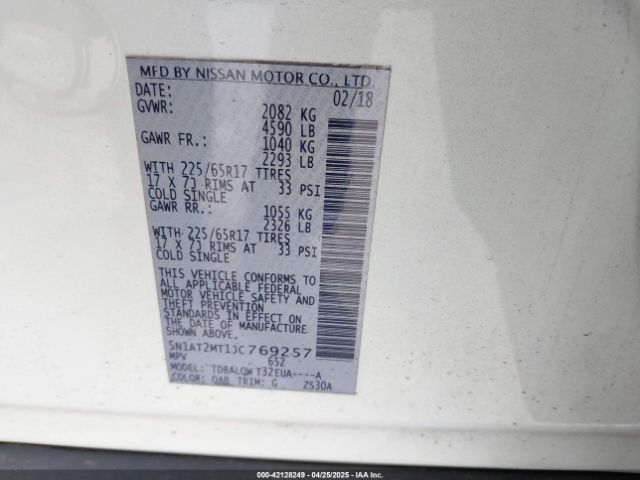 MFD BY NISSAN MOTOR CO., LTD.
DATE: 02/18
GVWR: 2082 KG
4590 LB
GAWR FR.: 1040 KG
2293 LB
WITH 225/65R17 TIRES
17 X 7J RIMS AT 33 PSI
COLD SINGLE
GAWR RR.: 1055 KG
2326 LB
WITH 225/65R17 TIRES
17 X 7J RIMS AT 33 PSI
COLD SINGLE
THIS VEHICLE CONFORMS TO
ALL APPLICABLE FEDERAL
MOTOR VEHICLE SAFETY AND
THEFT PREVENTION
STANDARDS IN EFFECT ON
THE DATE OF MANUFACTURE
SHOWN ABOVE.
5N1AT2MT1JC769257
MPV 652
MODEL: TDBALQW T32EUA----A
COLOR: QAB TRIM: G ZS30A
000-42128249 - 04/25/2025 - IAA Inc.